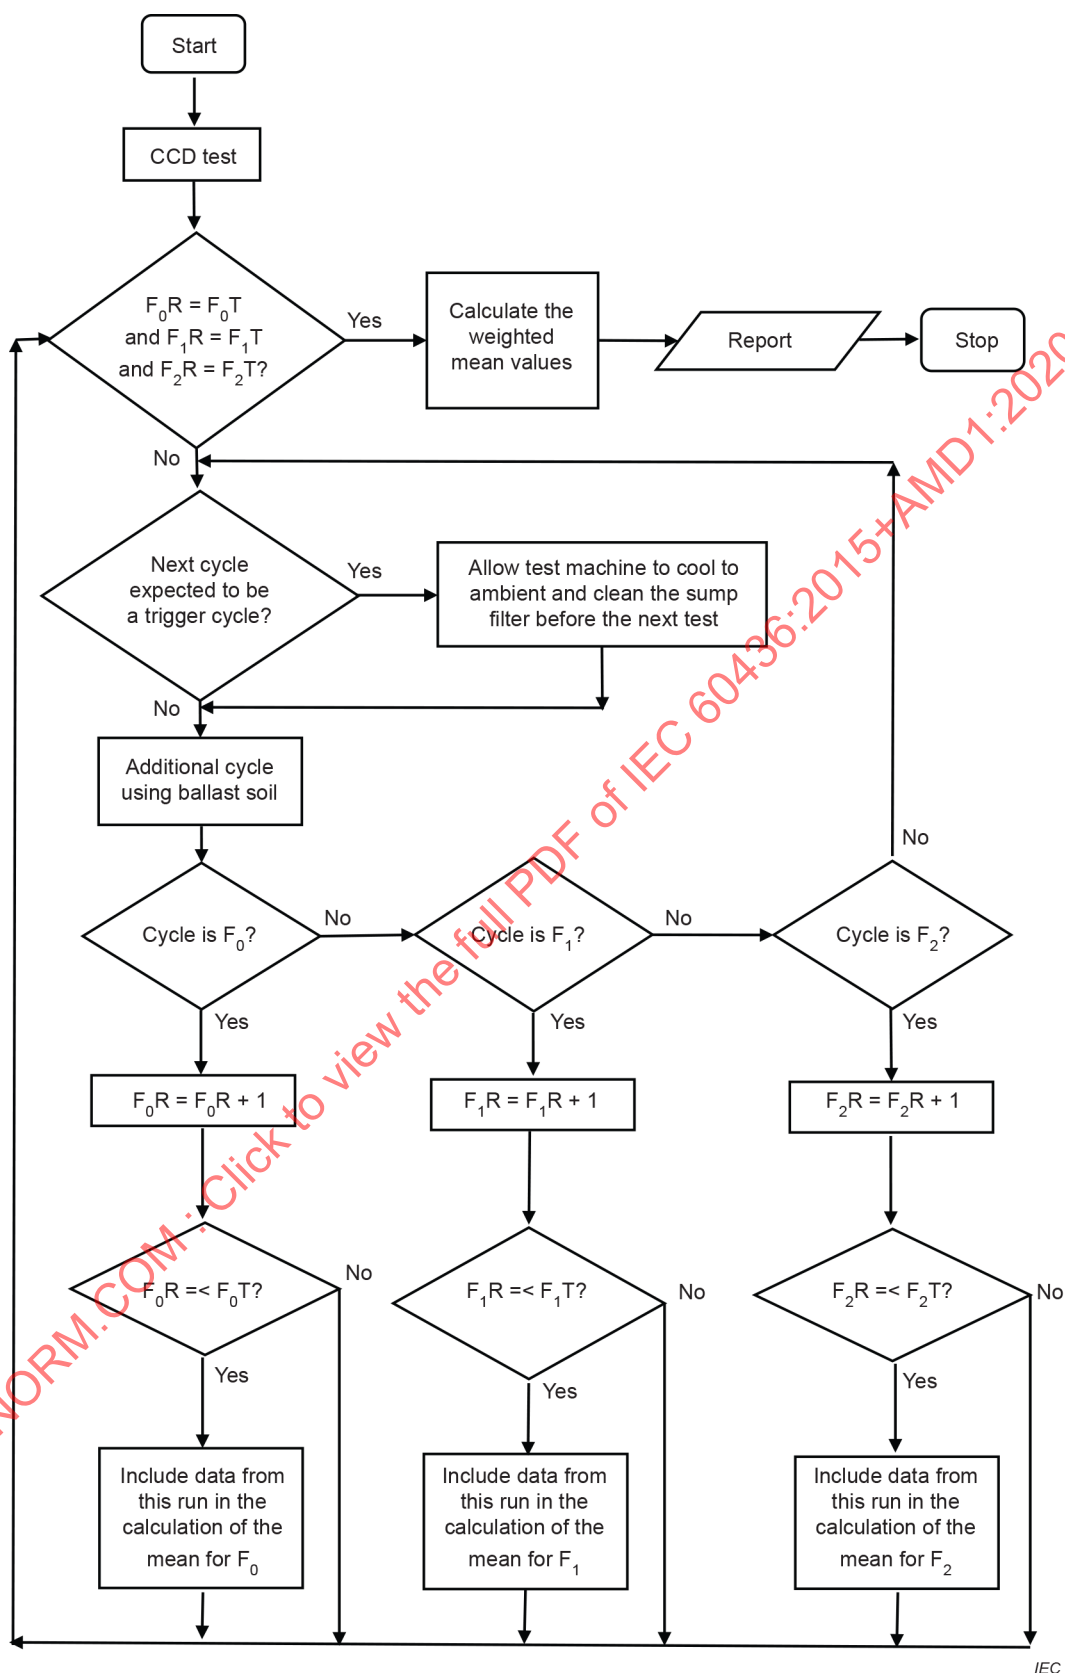 Start
CCD test
F₀R = F₀T
and F₁R = F₁T
and F₂R = F₂T?
Yes
Calculate the
weighted
mean values
Report
Stop
No
Next cycle
expected to be
a trigger cycle?
Yes
Allow test machine to cool to
ambient and clean the sump
filter before the next test
No
Additional cycle
using ballast soil
Cycle is F₀?
No
Cycle is F₁?
No
Cycle is F₂?
No
Yes
Yes
Yes
F₀R = F₀R + 1
F₁R = F₁R + 1
F₂R = F₂R + 1
F₀R =< F₀T?
No
F₁R =< F₁T?
No
F₂R =< F₂T?
No
Yes
Yes
Yes
Include data from
this run in the
calculation of the
mean for F₀
Include data from
this run in the
calculation of the
mean for F₁
Include data from
this run in the
calculation of the
mean for F₂
IEC
NORM.COM : Click to view the full PDF of IEC 60436:2015+AMD1:2020